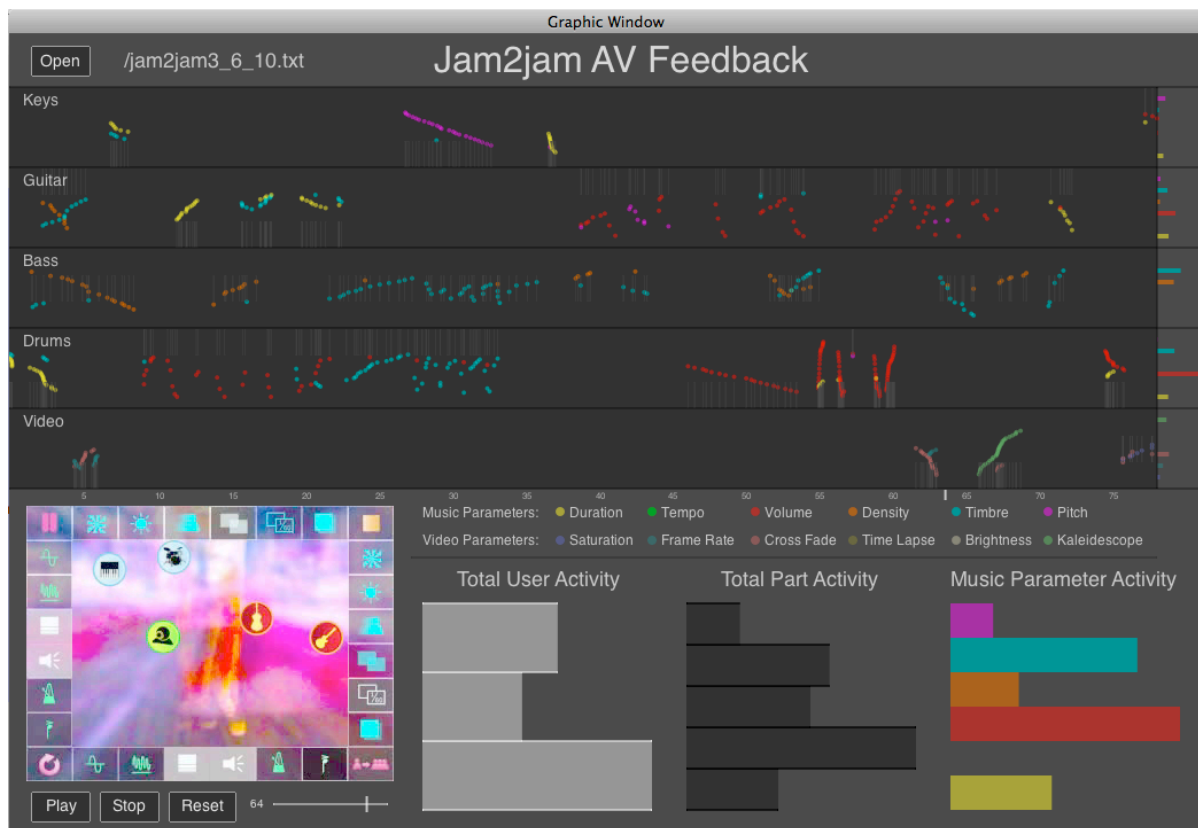 Graphic Window
Open /jam2jam3_6_10.txt Jam2jam AV Feedback
Keys
Guitar
Bass
Drums
Video
5 10 15 20 25 30 35 40 45 50 55 60 65 70 75
Music Parameters: Duration Tempo Volume Density Timbre Pitch
Video Parameters: Saturation Frame Rate Cross Fade Time Lapse Brightness Kaleidescope
Total User Activity Total Part Activity Music Parameter Activity
Play Stop Reset 64